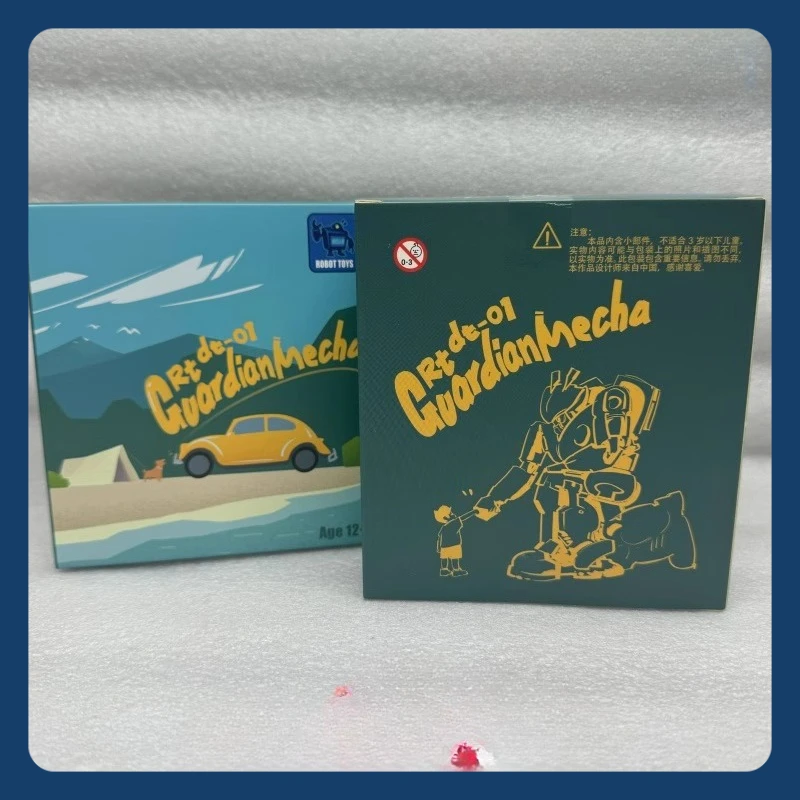 ROBOT TOYS
Rt dt-01
GuardianMecha
Age 12+
0-3
注意:
本品内含小部件，不适合3岁以下儿童,
实物内容可能与包装上的照片和插图不同,
以实物为准，此包装包含重要信息，请勿丢弃.
本作品设计师来自中国，感谢喜爱.
Rt dt-01
GuardianMecha